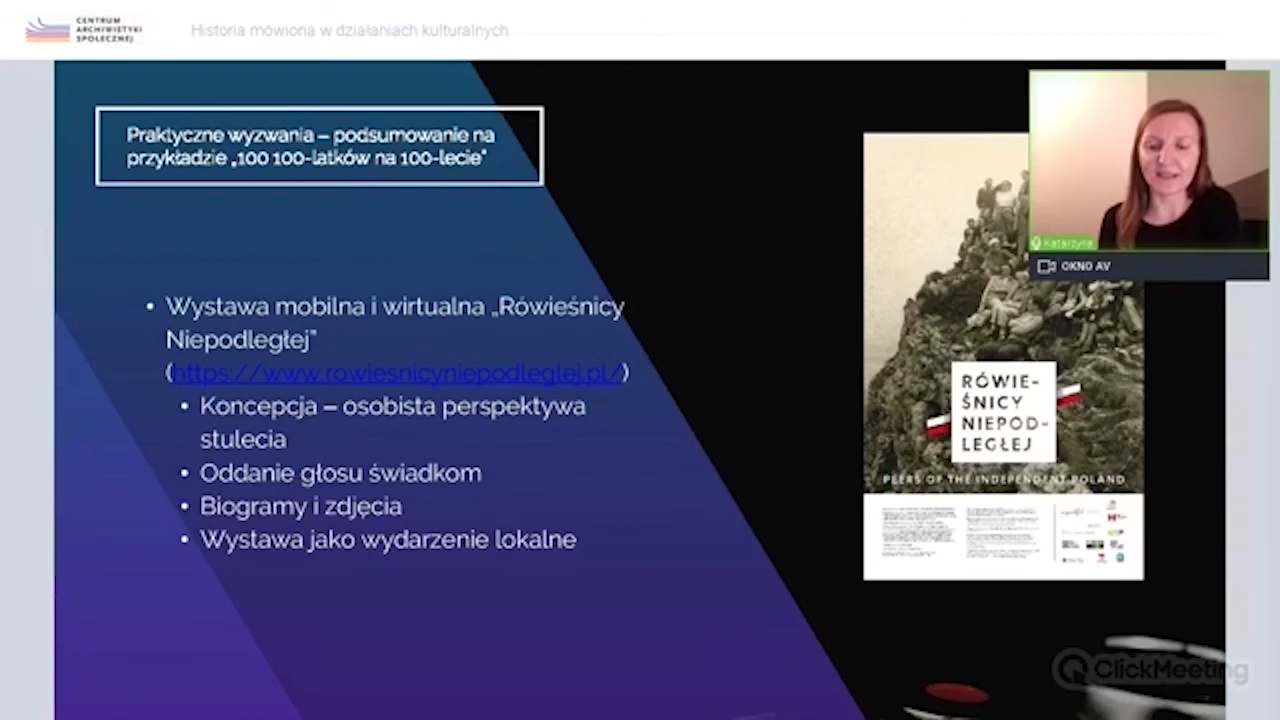 CENTRUM
ARCHIWISTYKI
SPOŁECZNEJ
Historia mówiona w działaniach kulturalnych
Praktyczne wyzwania – podsumowanie na
przykładzie „100 100-latków na 100-lecie”
• Wystawa mobilna i wirtualna „Rówieśnicy
Niepodległej”
(https://www.rowiesnicyniepodleglej.pl/)
• Koncepcja – osobista perspektywa
stulecia
• Oddanie głosu świadkom
• Biogramy i zdjęcia
• Wystawa jako wydarzenie lokalne
Katarzyna
OKNO AV
RÓWIE-
ŚNICY
NIEPOD-
LEGŁEJ
PEERS OF THE INDEPENDENT POLAND
ClickMeeting